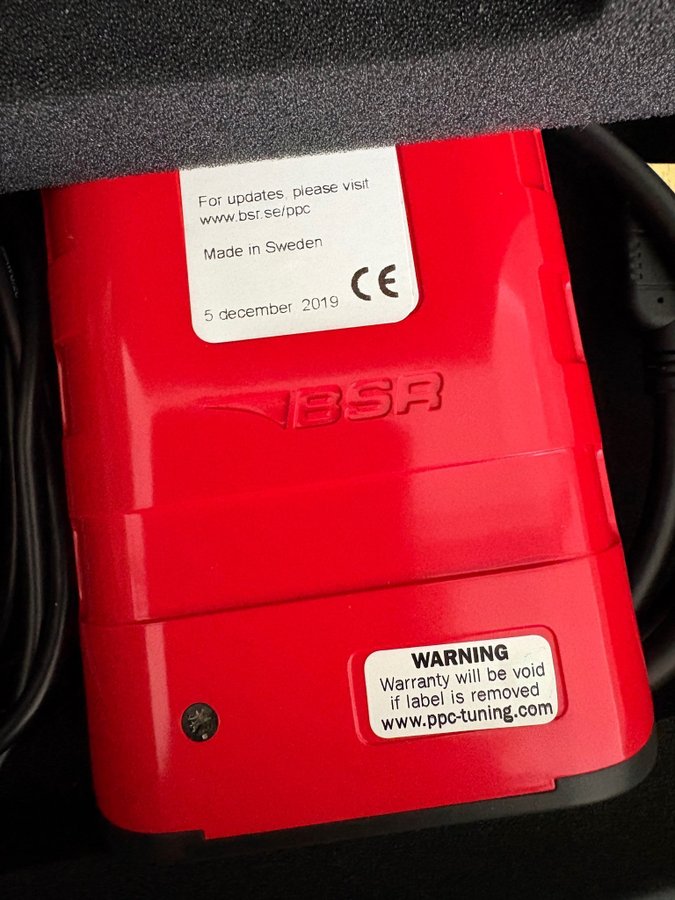 For updates, please visit
www.bsr.se/ppc
Made in Sweden
5 december 2019
CE
BSR
WARNING
Warranty will be void
if label is removed
www.ppc-tuning.com